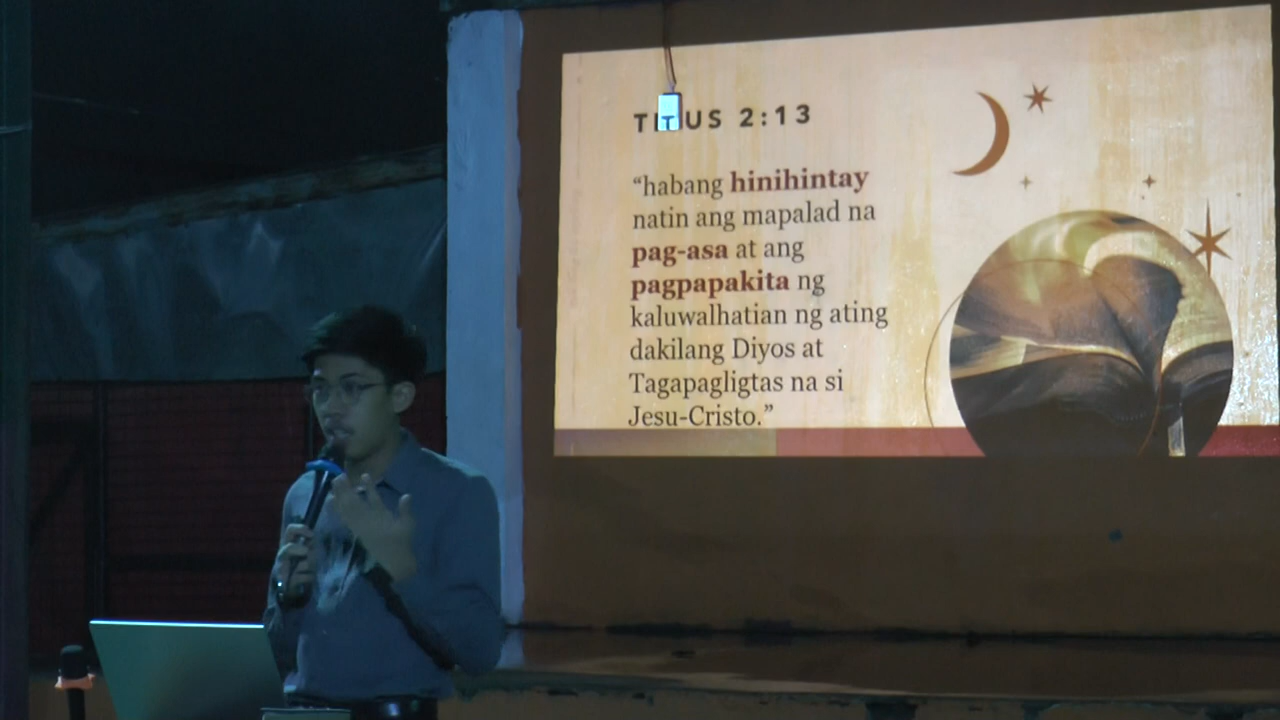 TITUS 2:13
“habang hinihintay
natin ang mapalad na
pag-asa at ang
pagpapakita ng
kaluwalhatian ng ating
dakilang Diyos at
Tagapagligtas na si
Jesu-Cristo.”